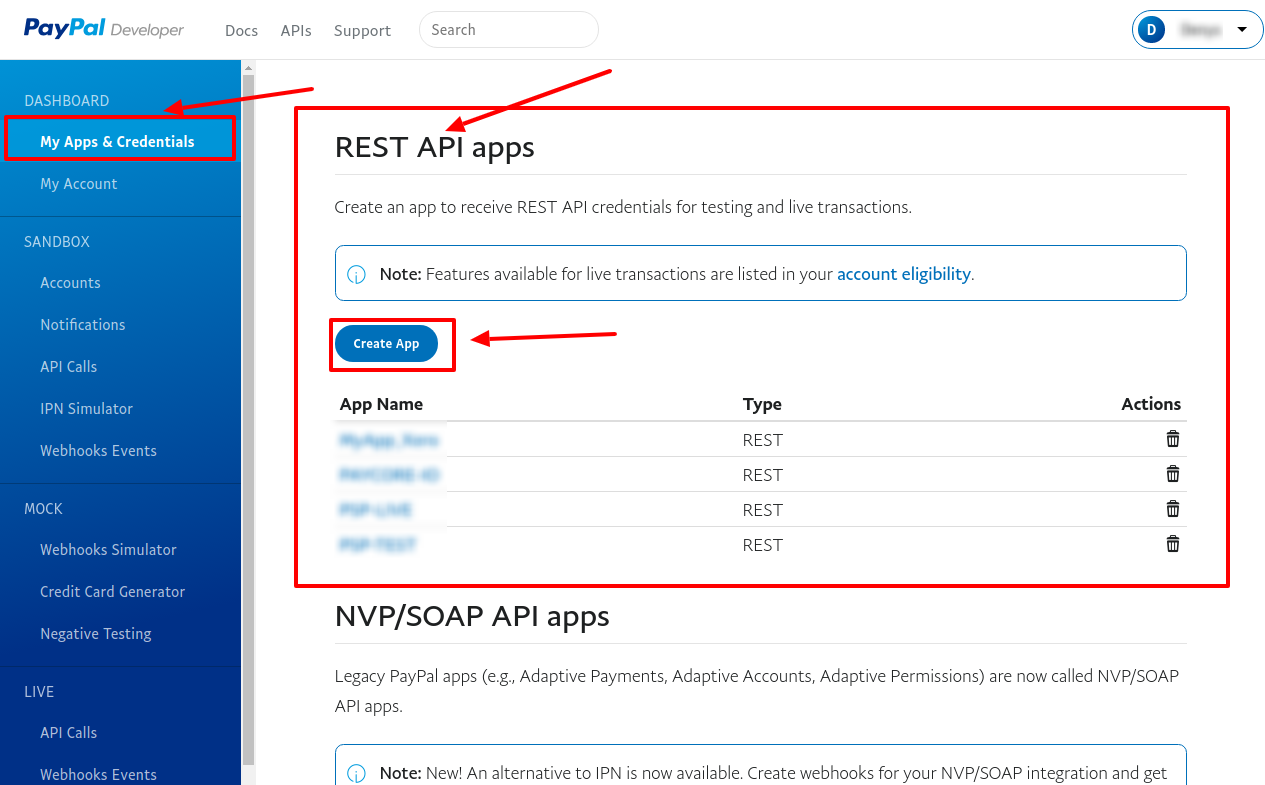 PayPal Developer
Docs APIs Support Search
D
DASHBOARD
My Apps & Credentials
My Account
SANDBOX
Accounts
Notifications
API Calls
IPN Simulator
Webhooks Events
MOCK
Webhooks Simulator
Credit Card Generator
Negative Testing
LIVE
API Calls
Webhooks Events
REST API apps
Create an app to receive REST API credentials for testing and live transactions.
Note: Features available for live transactions are listed in your account eligibility.
Create App
App Name Type Actions
REST
REST
REST
REST
NVP/SOAP API apps
Legacy PayPal apps (e.g., Adaptive Payments, Adaptive Accounts, Adaptive Permissions) are now called NVP/SOAP
API apps.
Note: New! An alternative to IPN is now available. Create webhooks for your NVP/SOAP integration and get